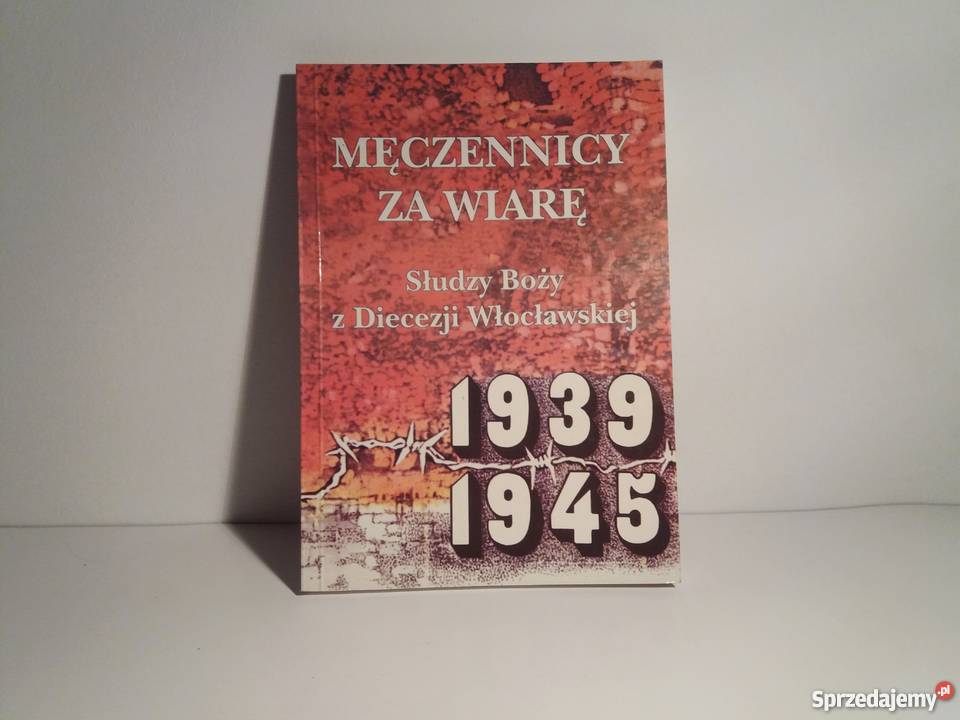 MĘCZENNICY
ZA WIARĘ
Słudzy Boży
z Diecezji Włocławskiej
1939
1945
Sprzedajemy.pl